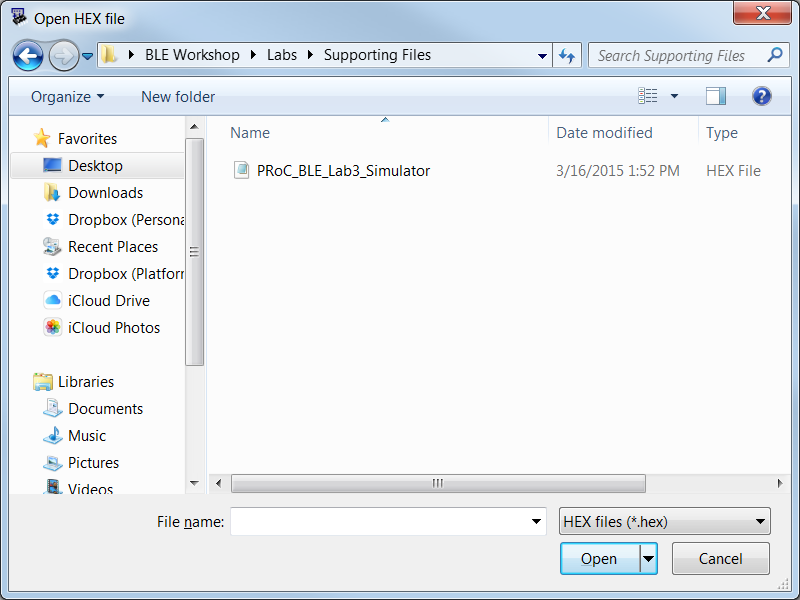 Open HEX file
BLE Workshop Labs Supporting Files
Search Supporting Files
Organize New folder
Favorites
Desktop
Downloads
Dropbox (Persona
Recent Places
Dropbox (Platforr
iCloud Drive
iCloud Photos
Libraries
Documents
Music
Pictures
Videos
Name Date modified Type
PRoC_BLE_Lab3_Simulator 3/16/2015 1:52 PM HEX File
File name:
HEX files (*.hex)
Open Cancel